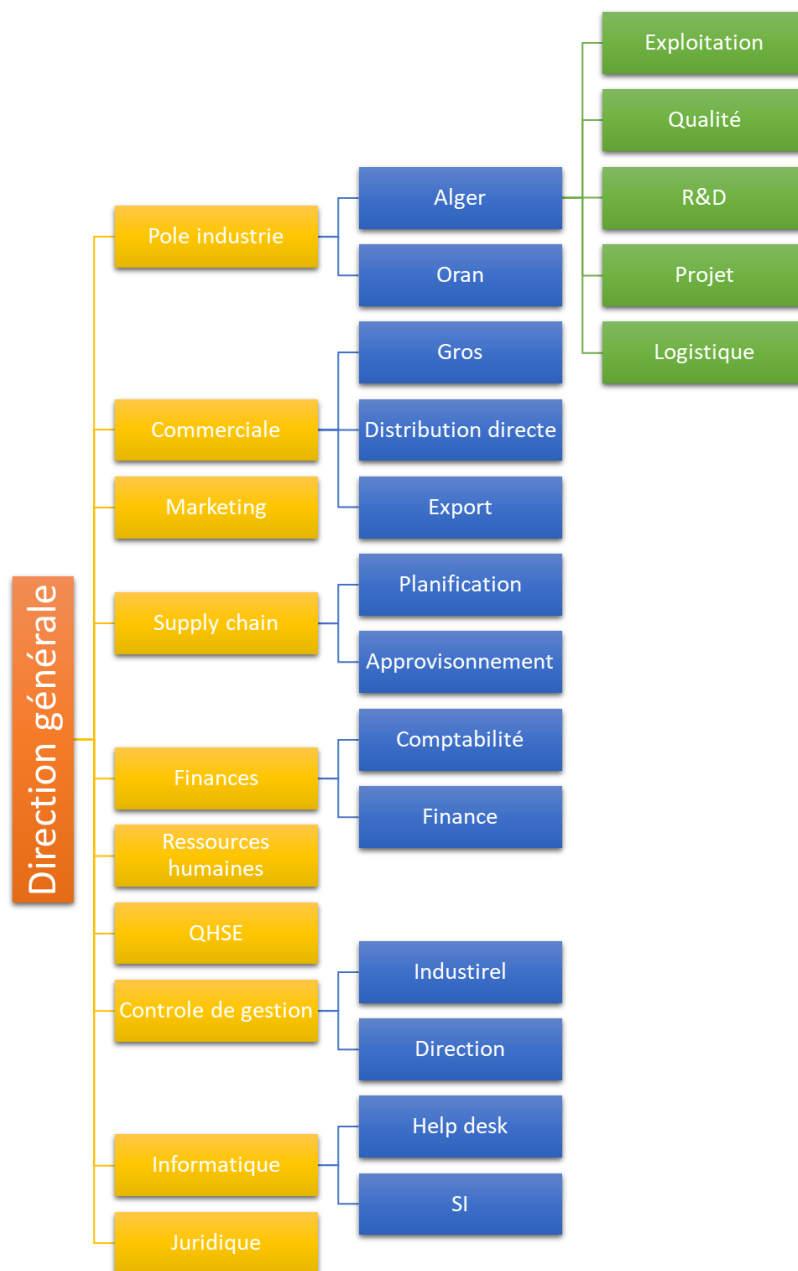 Direction générale
Pole industrie
Alger
Exploitation
Qualité
R&D
Projet
Logistique
Oran
Commerciale
Gros
Distribution directe
Export
Marketing
Supply chain
Planification
Approvisonnement
Finances
Comptabilité
Finance
Ressources
humaines
QHSE
Controle de gestion
Industirel
Direction
Informatique
Help desk
SI
Juridique